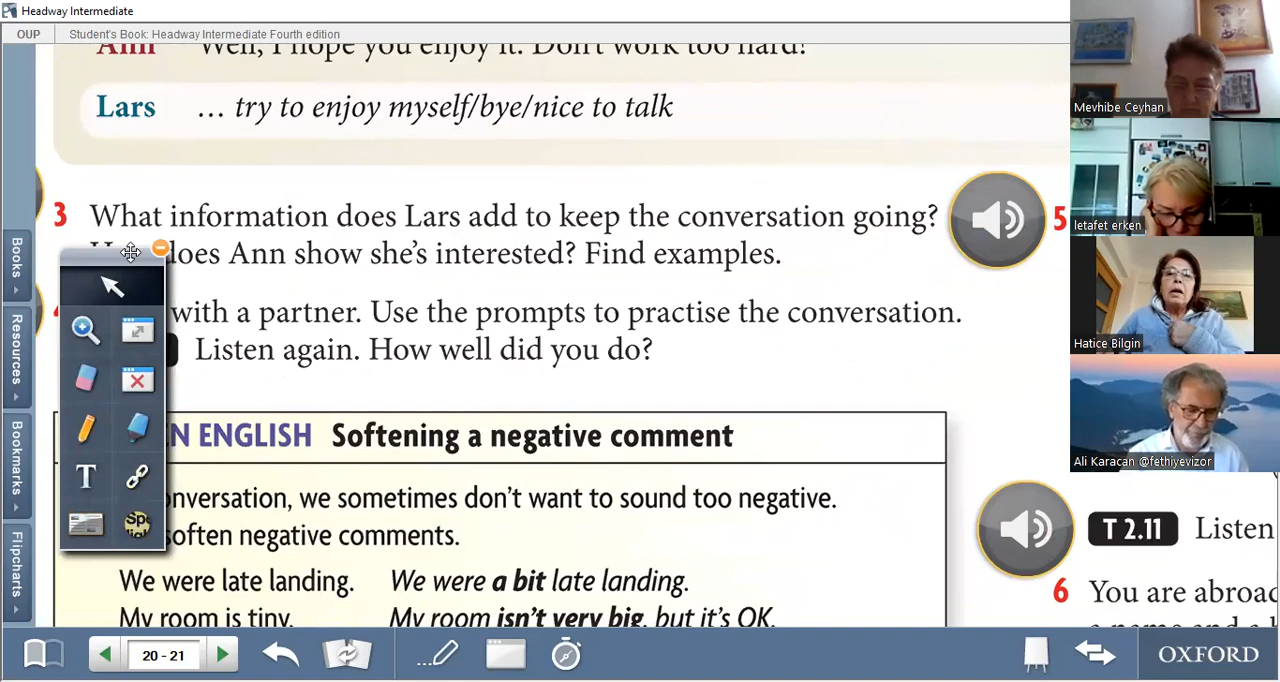 Headway Intermediate
OUP Student's Book: Headway Intermediate Fourth edition
Ann Well, I hope you enjoy it. Don't work too hard!
Lars … try to enjoy myself/bye/nice to talk
3 What information does Lars add to keep the conversation going?
does Ann show she's interested? Find examples.
with a partner. Use the prompts to practise the conversation.
Listen again. How well did you do?
EN ENGLISH Softening a negative comment
conversation, we sometimes don't want to sound too negative.
soften negative comments.
We were late landing. We were a bit late landing.
My room is tiny. My room isn't very big, but it's OK.
5
T 2.11 Listen
6 You are abroad
Books
Resources
Bookmarks
Flipcharts
T
Mevhibe Ceyhan
letafet erken
Hatice Bilgin
Ali Karacan @fethiyevizor
20 - 21
OXFORD